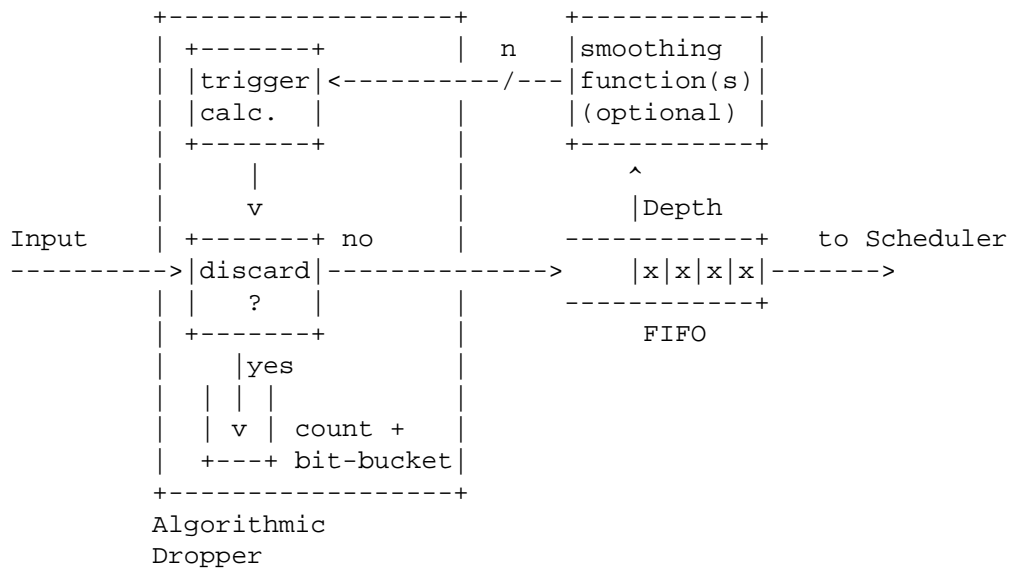 n smoothing
trigger function(s)
calc. (optional)
v Depth
Input no to Scheduler
discard x x x x
?
FIFO
yes
v count +
bit-bucket
Algorithmic
Dropper